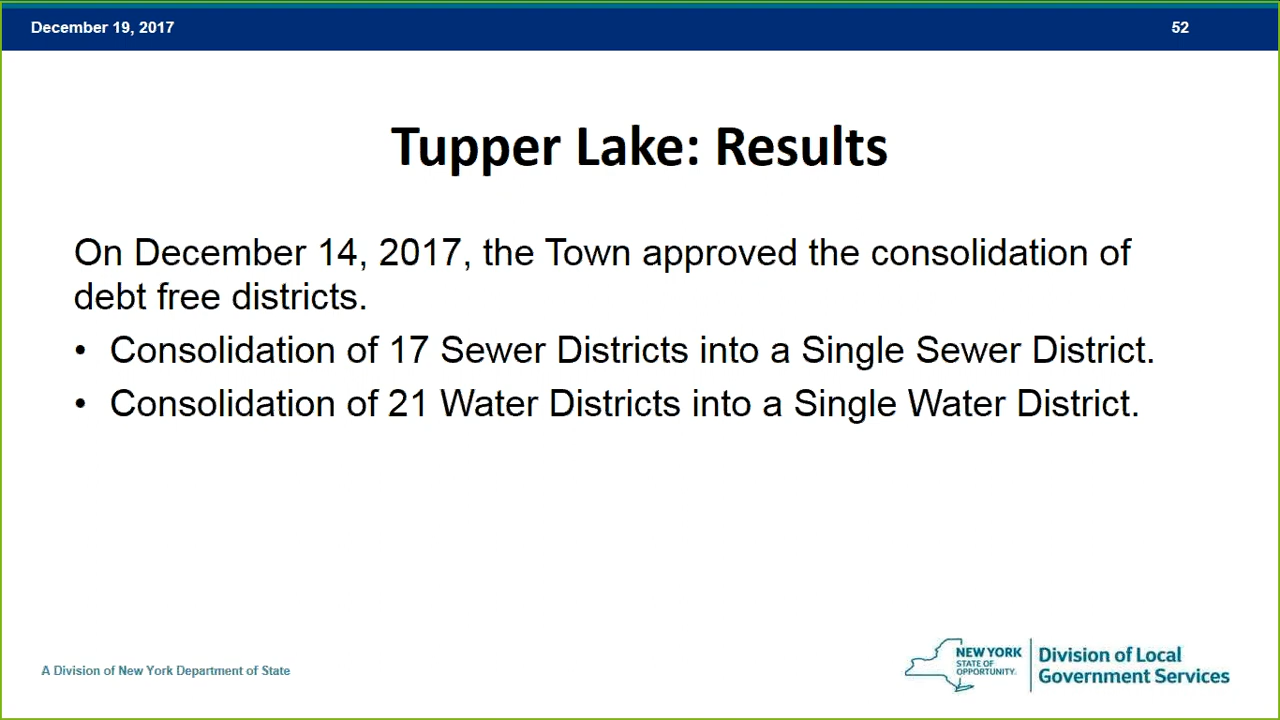 December 19, 2017
52
Tupper Lake: Results
On December 14, 2017, the Town approved the consolidation of
debt free districts.
• Consolidation of 17 Sewer Districts into a Single Sewer District.
• Consolidation of 21 Water Districts into a Single Water District.
A Division of New York Department of State
NEW YORK
STATE OF
OPPORTUNITY.
Division of Local
Government Services